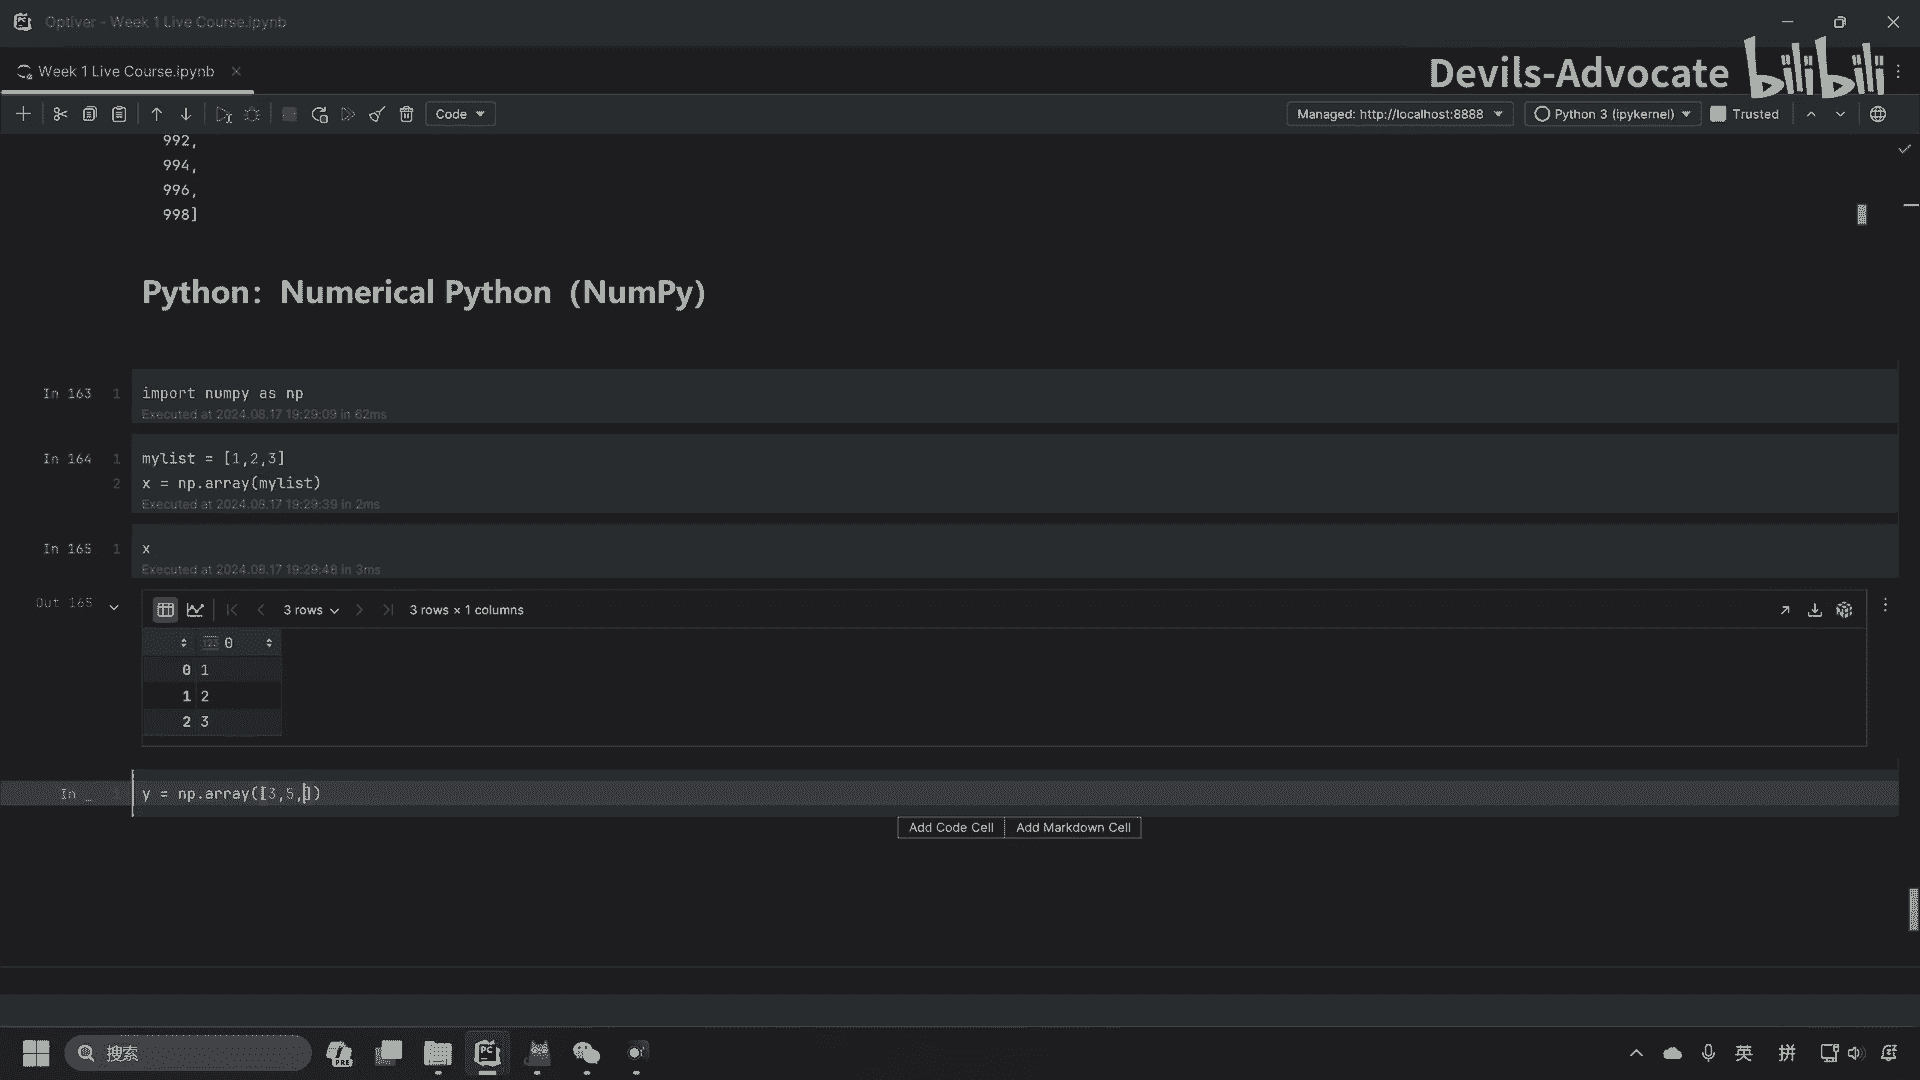 Optiver - Week 1 Live Course.ipynb
Week 1 Live Course.ipynb
Devils-Advocate bilibili
Code
Managed: http://localhost:8888
Python 3 (ipykernel)
Trusted
992,
994,
996,
998]
Python：Numerical Python（NumPy）
In 163 1 import numpy as np
Executed at 2024.08.17 19:29:09 in 62ms
In 164 1 mylist = [1,2,3]
2 x = np.array(mylist)
Executed at 2024.08.17 19:29:39 in 2ms
In 165 1 x
Executed at 2024.08.17 19:29:48 in 3ms
Out 165
3 rows
3 rows × 1 columns
123 0
0 1
1 2
2 3
In _ 1 y = np.array([3,5,])
Add Code Cell Add Markdown Cell
搜索
PRE
PC
英
拼